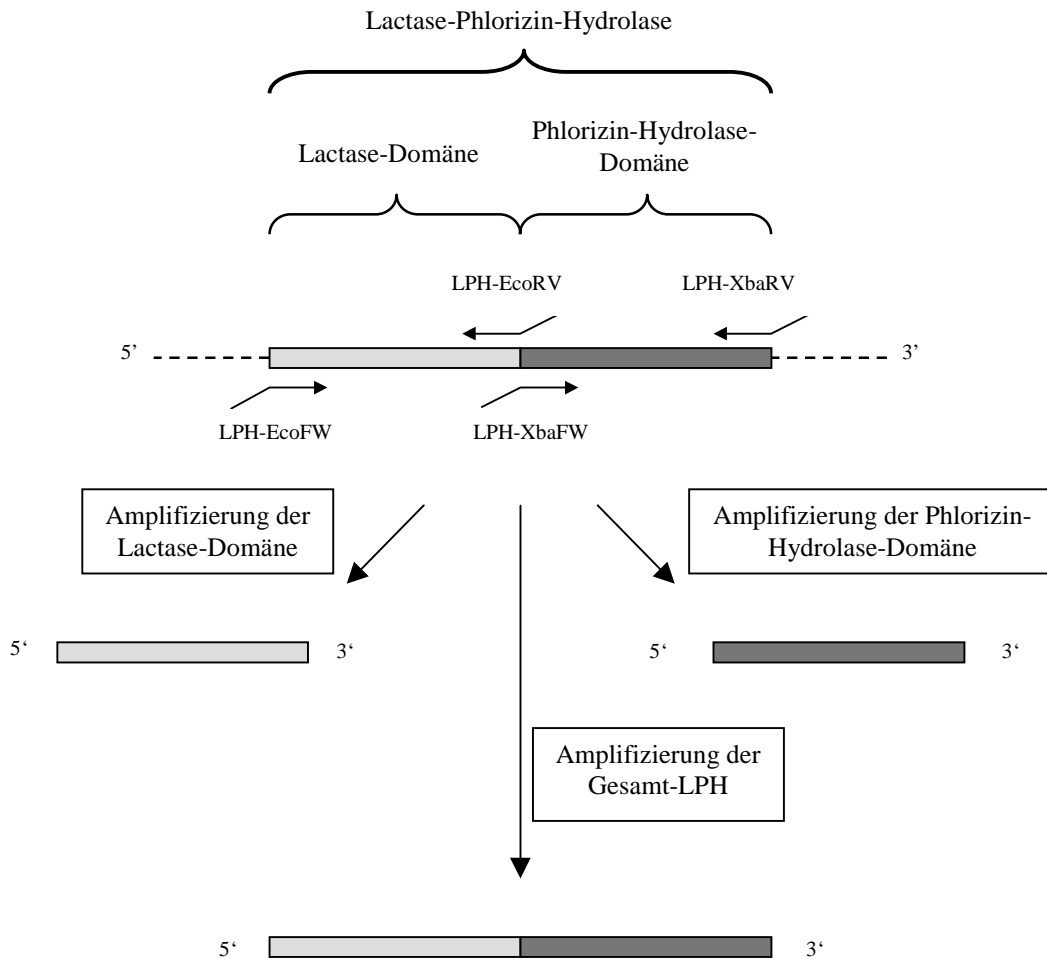 Lactase-Phlorizin-Hydrolase
Lactase-Domäne
Phlorizin-Hydrolase-
Domäne
LPH-EcoRV
LPH-XbaRV
5’
3’
LPH-EcoFW
LPH-XbaFW
Amplifizierung der
Lactase-Domäne
Amplifizierung der Phlorizin-
Hydrolase-Domäne
5‘
3‘
5‘
3‘
Amplifizierung der
Gesamt-LPH
5‘
3‘